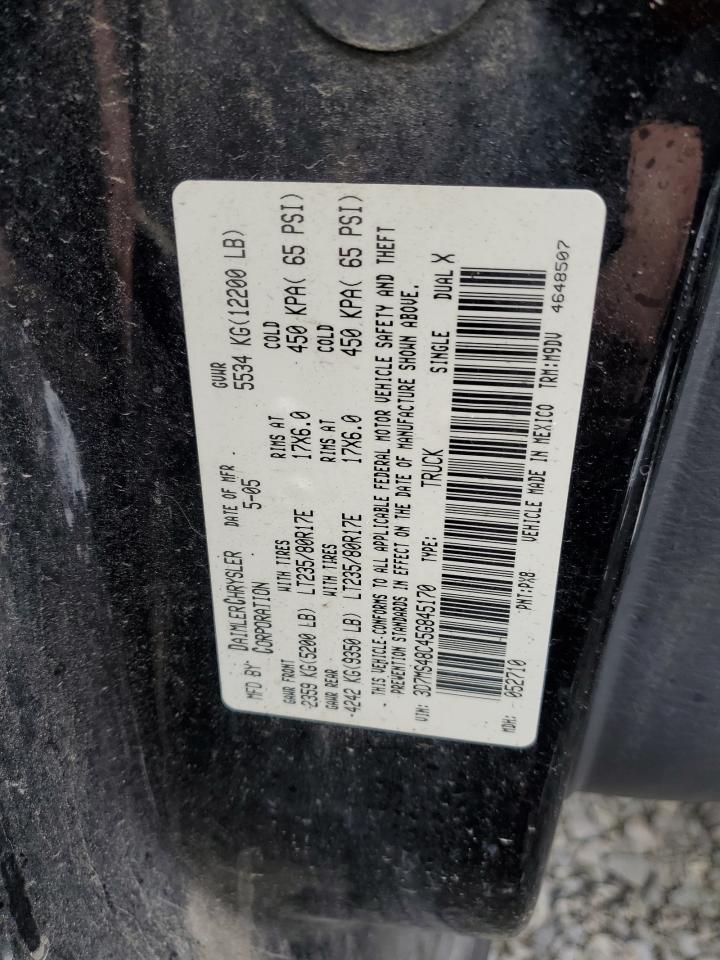 MFD BY DAIMLERCHRYSLER CORPORATION
DATE OF MFR
5-05
GVWR
5534 KG(12200 LB)
GAWR FRONT WITH TIRES RIMS AT COLD
2359 KG(5200 LB) LT235/80R17E 17X6.0 450 KPA( 65 PSI)
GAWR REAR WITH TIRES RIMS AT COLD
4242 KG(9350 LB) LT235/80R17E 17X6.0 450 KPA( 65 PSI)
THIS VEHICLE CONFORMS TO ALL APPLICABLE FEDERAL MOTOR VEHICLE SAFETY AND THEFT
PREVENTION STANDARDS IN EFFECT ON THE DATE OF MANUFACTURE SHOWN ABOVE.
VIN: 3D7MS48C45G845170 TYPE: TRUCK SINGLE DUAL X
MDH: 052710 PNT:PX8 VEHICLE MADE IN MEXICO TRM:M9DV
4648507